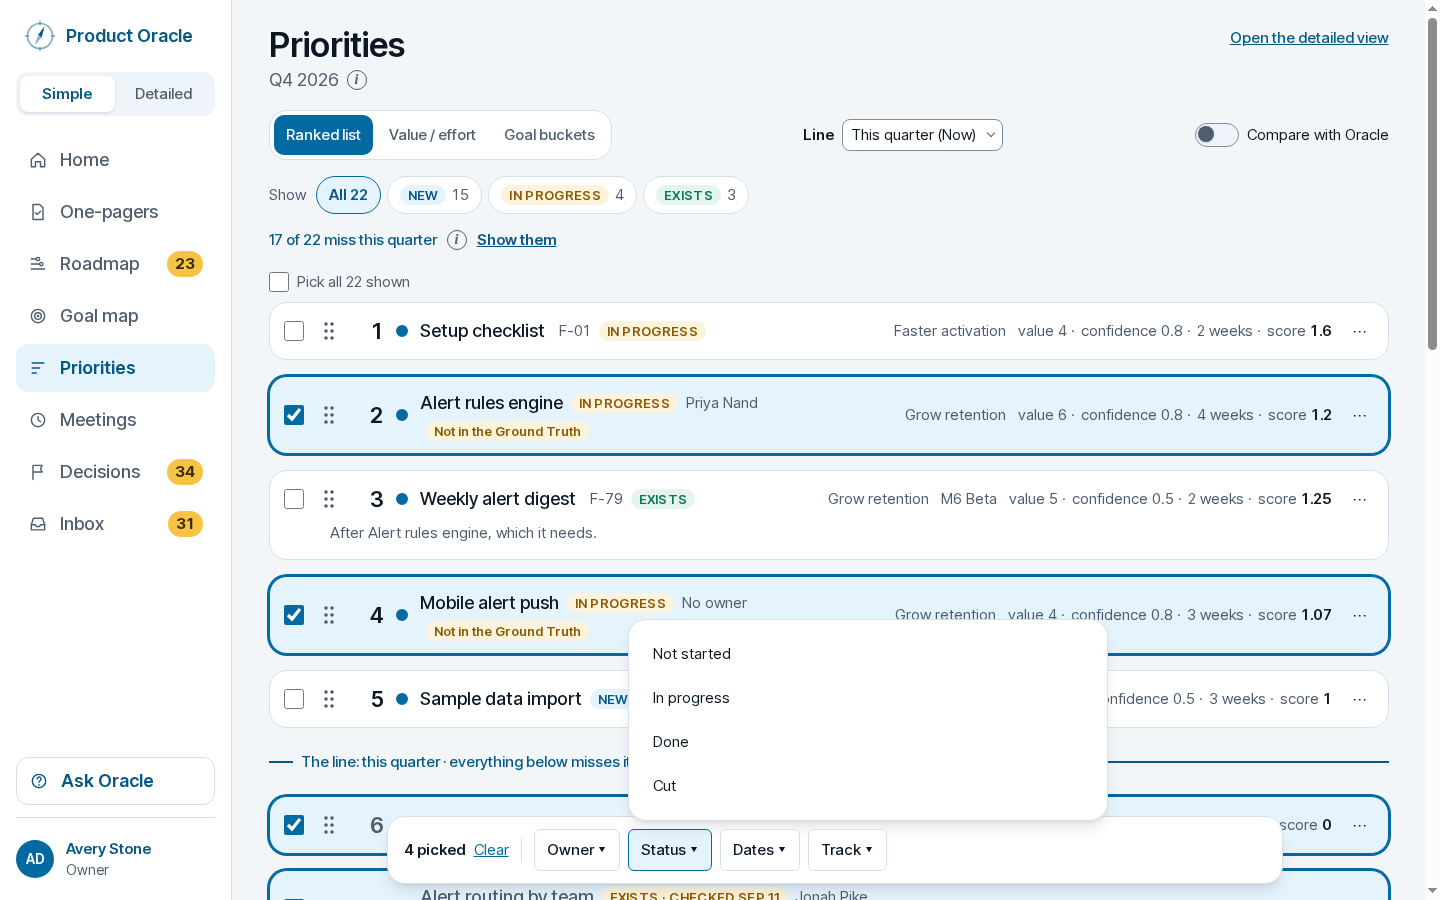 Product Oracle
Simple
Detailed
Home
One-pagers
Roadmap 23
Goal map
Priorities
Meetings
Decisions 34
Inbox 31
Ask Oracle
AD
Avery Stone
Owner
Priorities
Open the detailed view
Q4 2026 i
Ranked list
Value / effort
Goal buckets
Line This quarter (Now)
Compare with Oracle
Show All 22 NEW 15 IN PROGRESS 4 EXISTS 3
17 of 22 miss this quarter i Show them
Pick all 22 shown
1 Setup checklist F-01 IN PROGRESS Faster activation value 4 · confidence 0.8 · 2 weeks · score 1.6 ···
2 Alert rules engine IN PROGRESS Priya Nand Grow retention value 6 · confidence 0.8 · 4 weeks · score 1.2 ···
Not in the Ground Truth
3 Weekly alert digest F-79 EXISTS Grow retention M6 Beta value 5 · confidence 0.5 · 2 weeks · score 1.25 ···
After Alert rules engine, which it needs.
4 Mobile alert push IN PROGRESS No owner Grow retention value 4 · confidence 0.8 · 3 weeks · score 1.07 ···
Not in the Ground Truth
5 Sample data import NEW confidence 0.5 · 3 weeks · score 1 ···
The line: this quarter · everything below misses it
6 score 0 ···
Not started
In progress
Done
Cut
4 picked Clear Owner ▾ Status ▾ Dates ▾ Track ▾
Alert routing by team EXISTS · CHECKED SEP 11 Jonah Pike